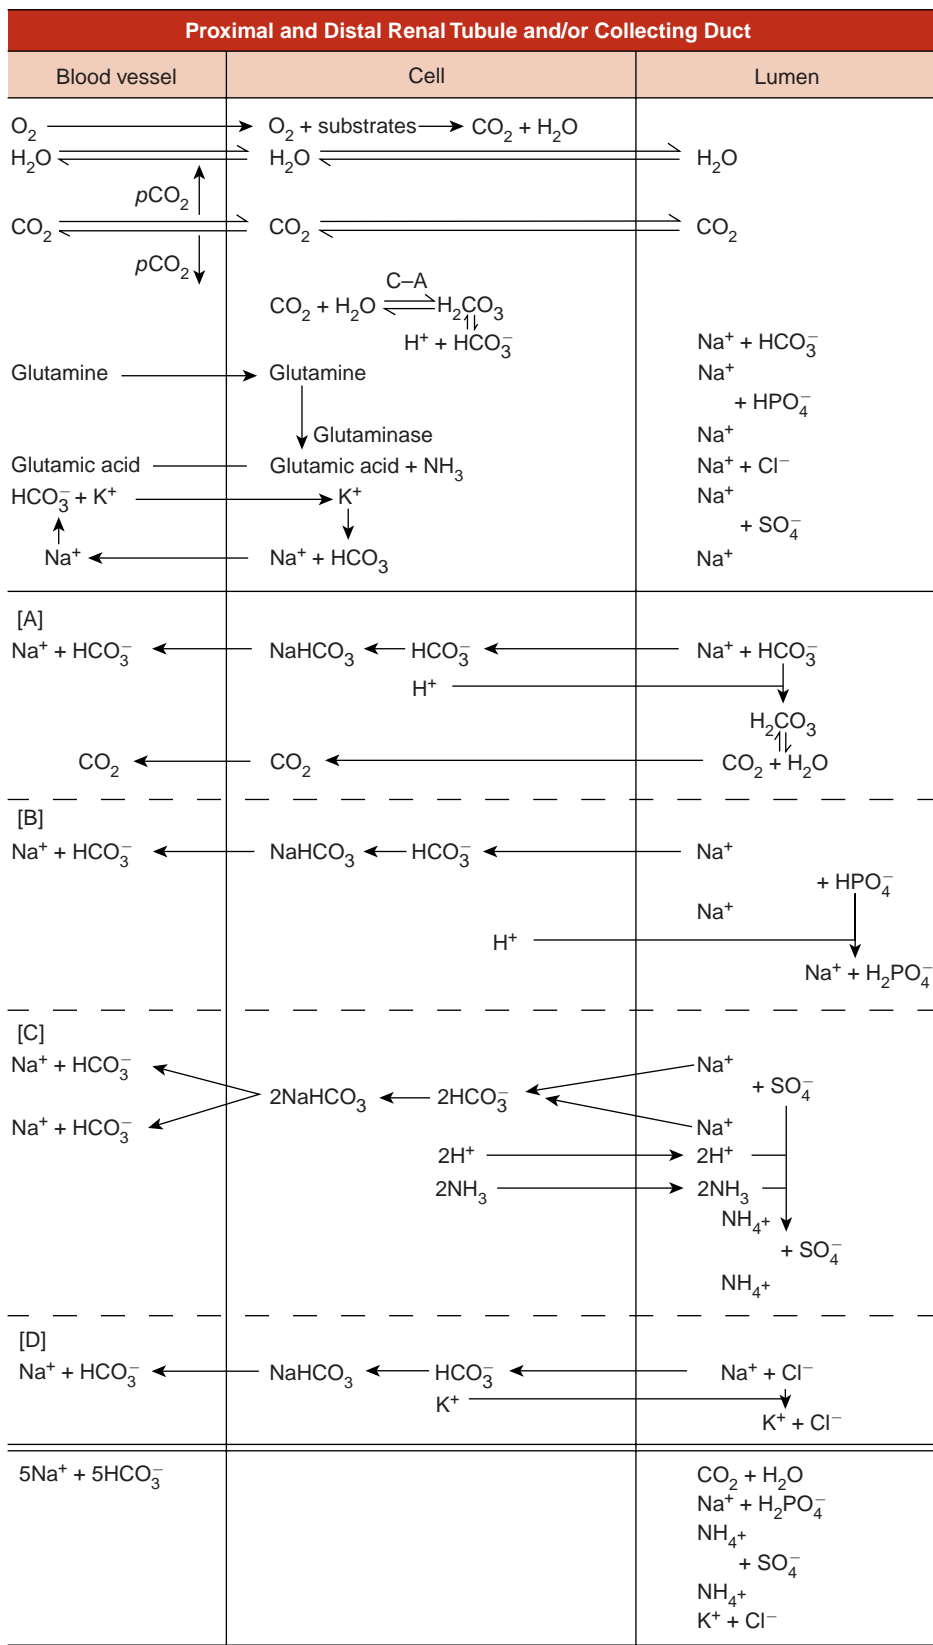 Proximal and Distal Renal Tubule and/or Collecting Duct
Blood vessel Cell Lumen
O₂ O₂ + substrates CO₂ + H₂O
H₂O H₂O H₂O
pCO₂
CO₂ CO₂ CO₂
pCO₂
C–A
CO₂ + H₂O H₂CO₃
H⁺ + HCO₃⁻ Na⁺ + HCO₃⁻
Glutamine Glutamine Na⁺
+ HPO₄⁻
Glutaminase Na⁺
Glutamic acid Glutamic acid + NH₃ Na⁺ + Cl⁻
HCO₃⁻ + K⁺ K⁺ Na⁺
+ SO₄⁻
Na⁺ Na⁺ + HCO₃ Na⁺
[A]
Na⁺ + HCO₃⁻ NaHCO₃ HCO₃⁻ Na⁺ + HCO₃⁻
H⁺
H₂CO₃
CO₂ CO₂ CO₂ + H₂O
[B]
Na⁺ + HCO₃⁻ NaHCO₃ HCO₃⁻ Na⁺
+ HPO₄⁻
Na⁺
H⁺
Na⁺ + H₂PO₄⁻
[C]
Na⁺ + HCO₃⁻ Na⁺
+ SO₄⁻
2NaHCO₃ 2HCO₃⁻
Na⁺ + HCO₃⁻ Na⁺
2H⁺ 2H⁺
2NH₃ 2NH₃
NH₄₊
+ SO₄⁻
NH₄₊
[D]
Na⁺ + HCO₃⁻ NaHCO₃ HCO₃⁻ Na⁺ + Cl⁻
K⁺
K⁺ + Cl⁻
5Na⁺ + 5HCO₃⁻ CO₂ + H₂O
Na⁺ + H₂PO₄⁻
NH₄₊
+ SO₄⁻
NH₄₊
K⁺ + Cl⁻